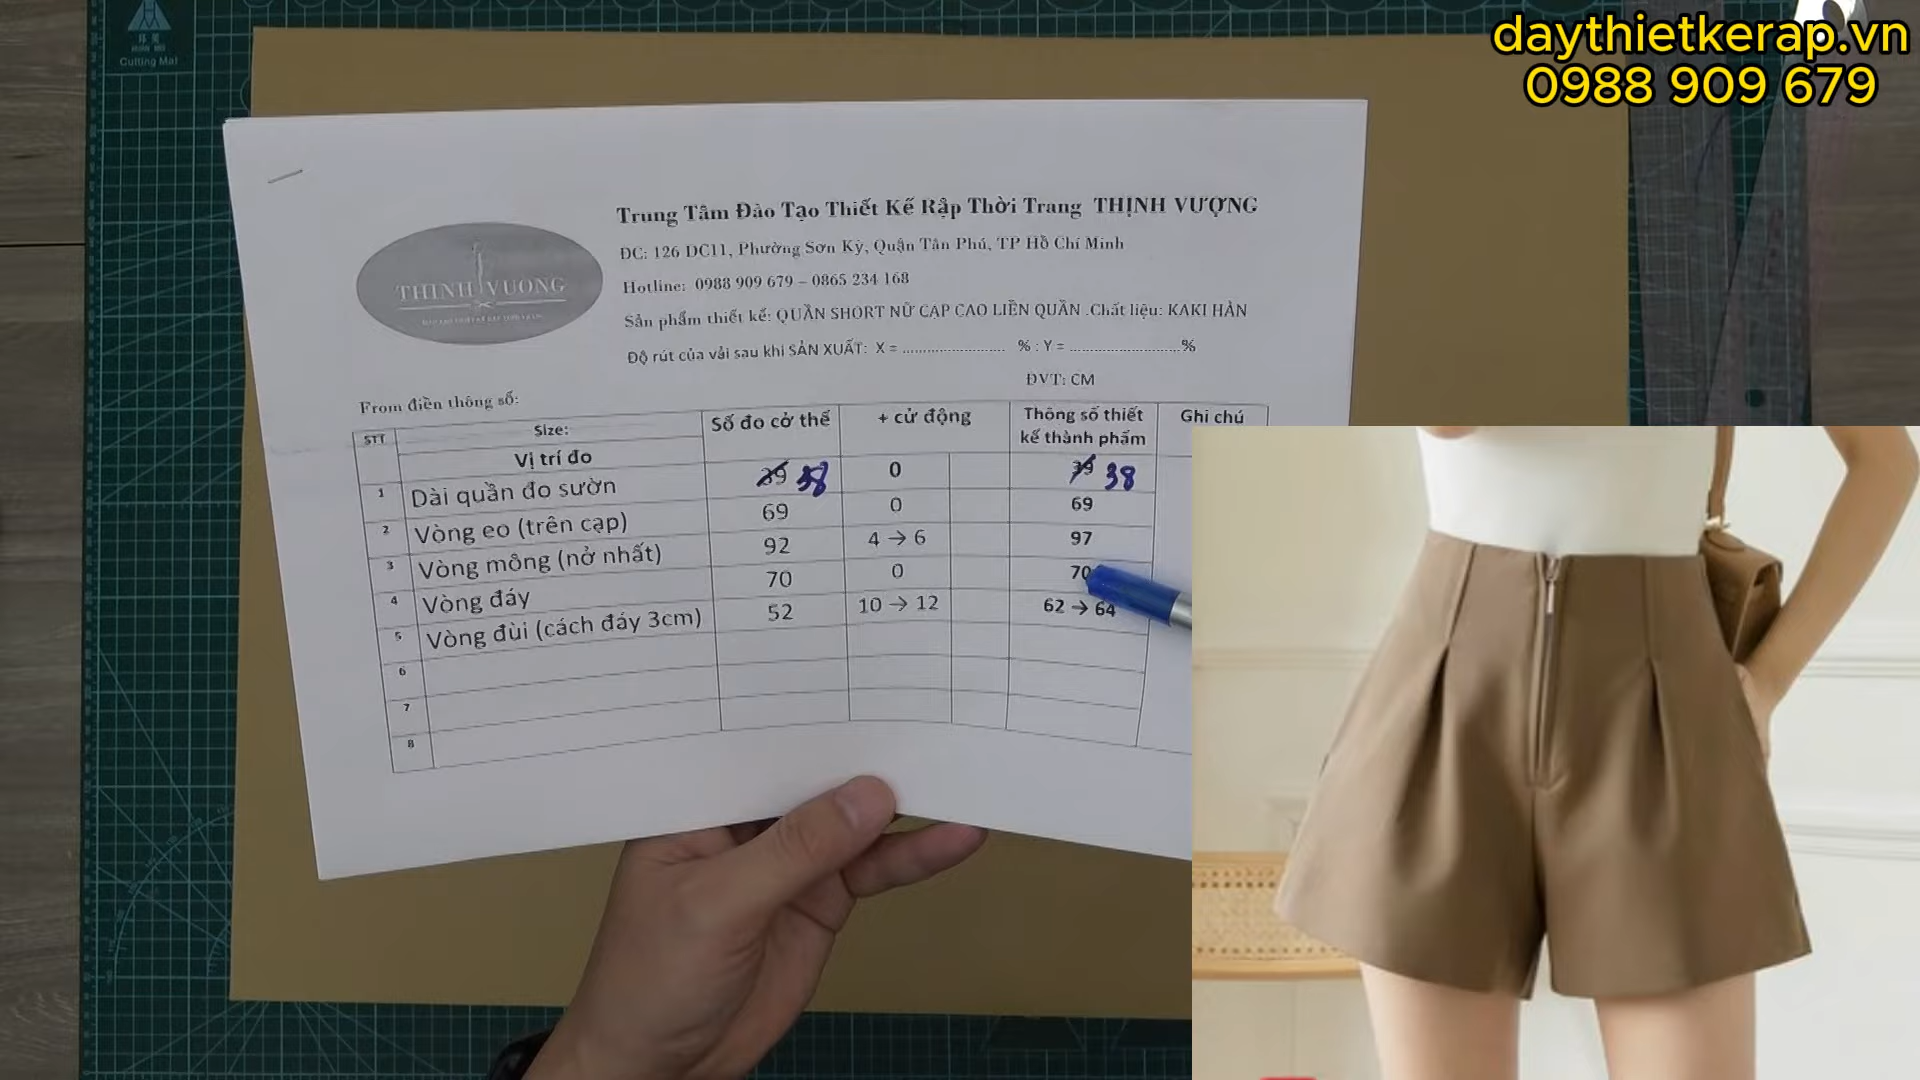 daythietkerap.vn
0988 909 679
Cutting Mat
Trung Tâm Đào Tạo Thiết Kế Rập Thời Trang THỊNH VƯỢNG
ĐC: 126 DC11, Phường Sơn Kỳ, Quận Tân Phú, TP Hồ Chí Minh
Hotline: 0988 909 679 – 0865 234 168
THINH VUONG
Sản phẩm thiết kế: QUẦN SHORT NỮ CẠP CAO LIỀN QUẦN .Chất liệu: KAKI HÀN
Độ rút của vải sau khi SẢN XUẤT: X = ........................ % : Y = ..........................%
ĐVT: CM
From điền thông số:
STT Size: Số đo cở thể + cử động Thông số thiết kế thành phẩm Ghi chú
Vị trí đo
1 Dài quần đo sườn 39 38 0 39 38
2 Vòng eo (trên cạp) 69 0 69
3 Vòng mông (nở nhất) 92 4 → 6 97
4 Vòng đáy 70 0 70
5 Vòng đùi (cách đáy 3cm) 52 10 → 12 62 → 64
6
7
8